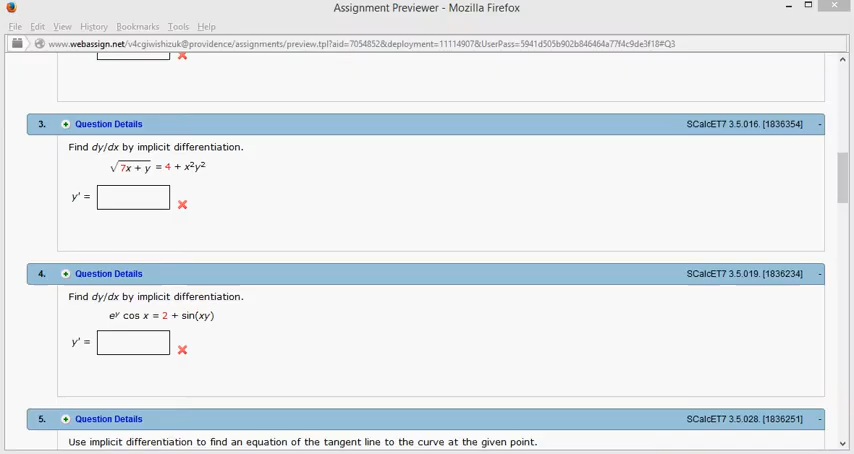 Assignment Previewer - Mozilla Firefox
File Edit View History Bookmarks Tools Help
www.webassign.net/v4cgiwishizuk@providence/assignments/preview.tpl?aid=7054852&deployment=11114907&UserPass=5941d505b902b846464a77f4c9de3f18#Q3
3. Question Details SCalcET7 3.5.016. [1836354] -
Find dy/dx by implicit differentiation.
√7x + y = 4 + x²y²
y' =
4. Question Details SCalcET7 3.5.019. [1836234] -
Find dy/dx by implicit differentiation.
eʸ cos x = 2 + sin(xy)
y' =
5. Question Details SCalcET7 3.5.028. [1836251] -
Use implicit differentiation to find an equation of the tangent line to the curve at the given point.